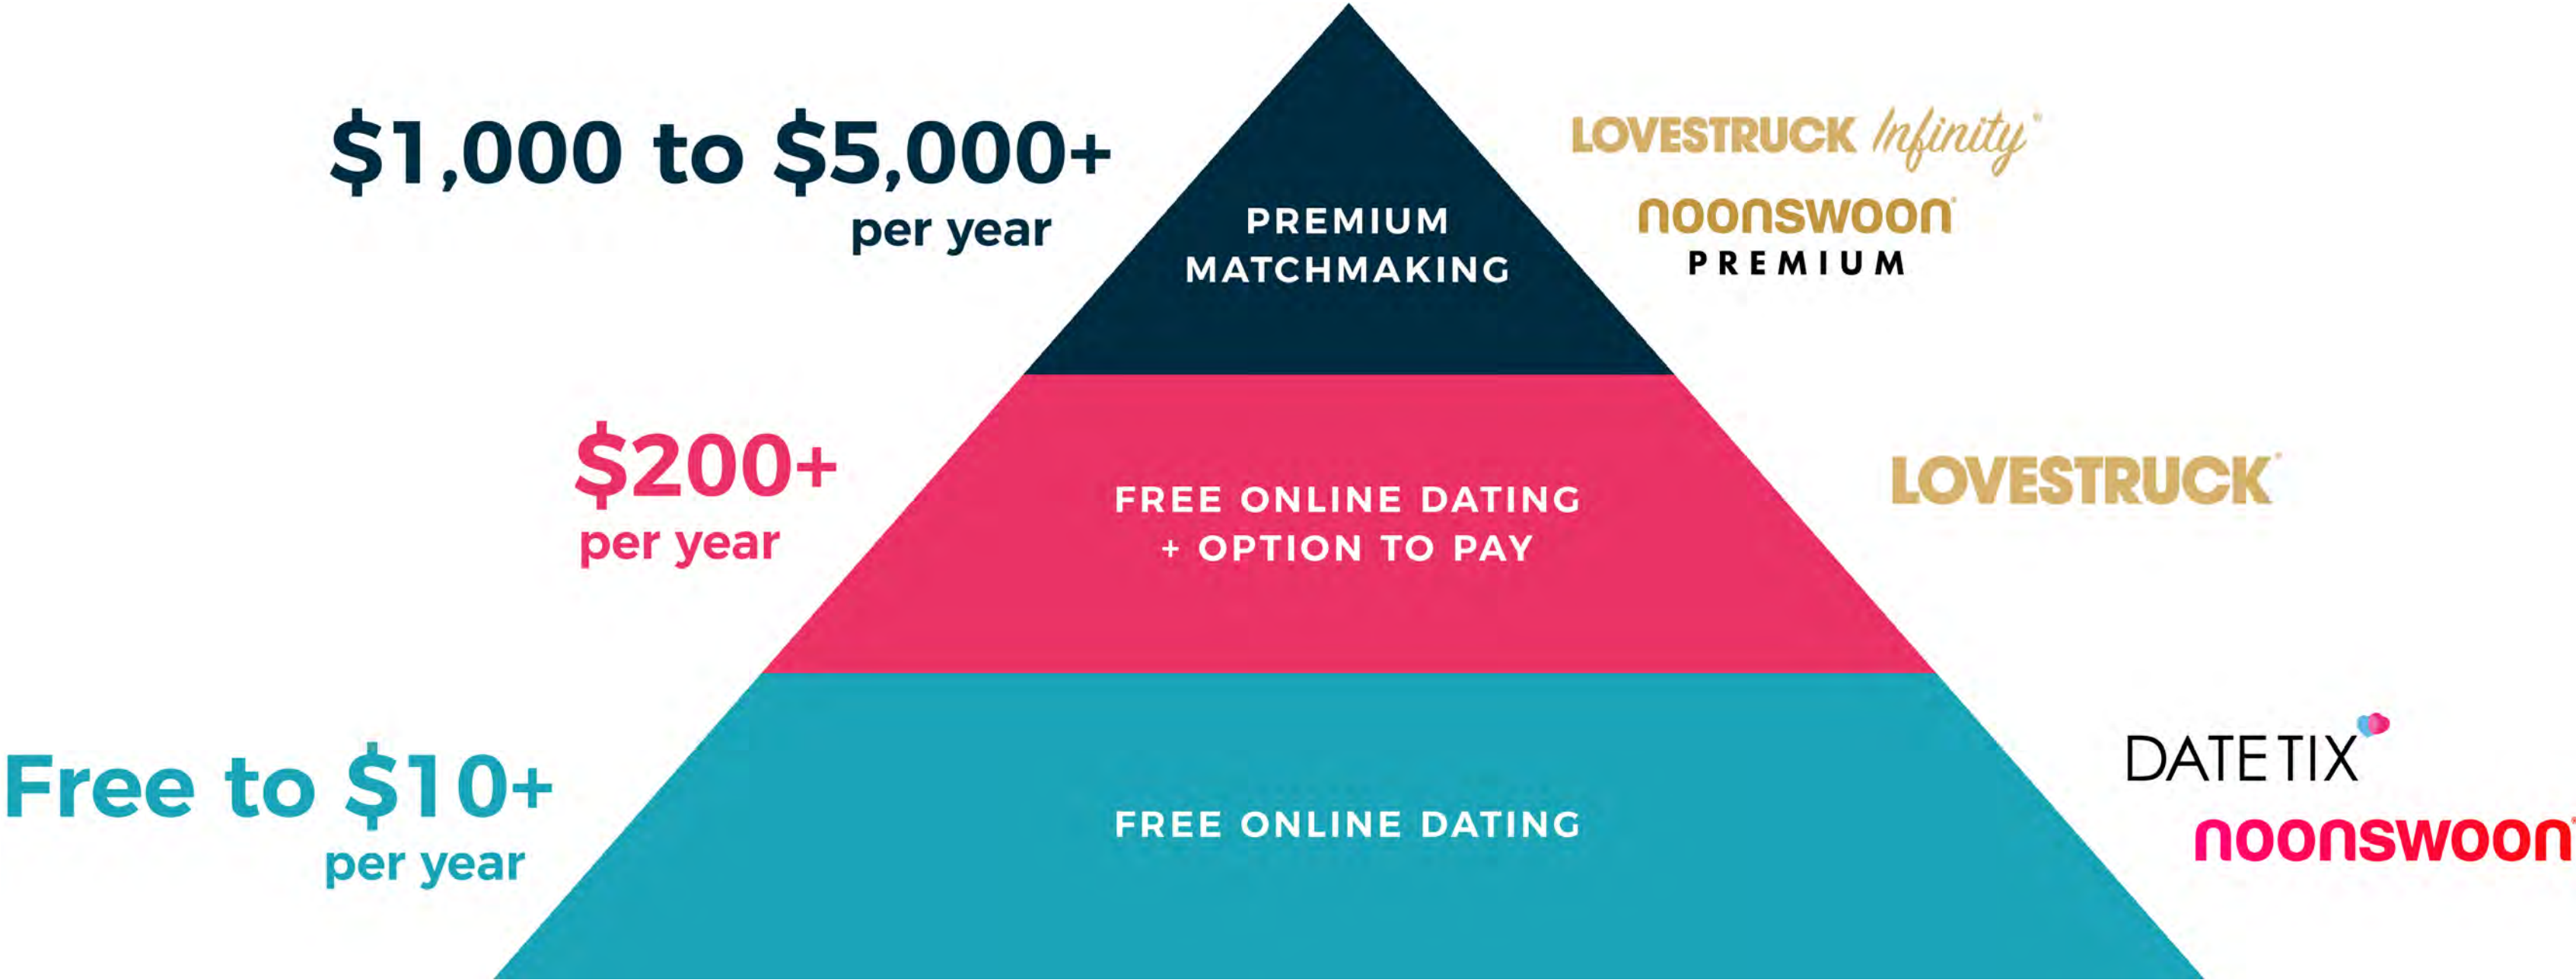 $1,000 to $5,000+
per year
PREMIUM
MATCHMAKING
LOVESTRUCK Infinity
noonswoon
PREMIUM
$200+
per year
FREE ONLINE DATING
+ OPTION TO PAY
LOVESTRUCK
Free to $10+
per year
FREE ONLINE DATING
DATETIX
noonswoon